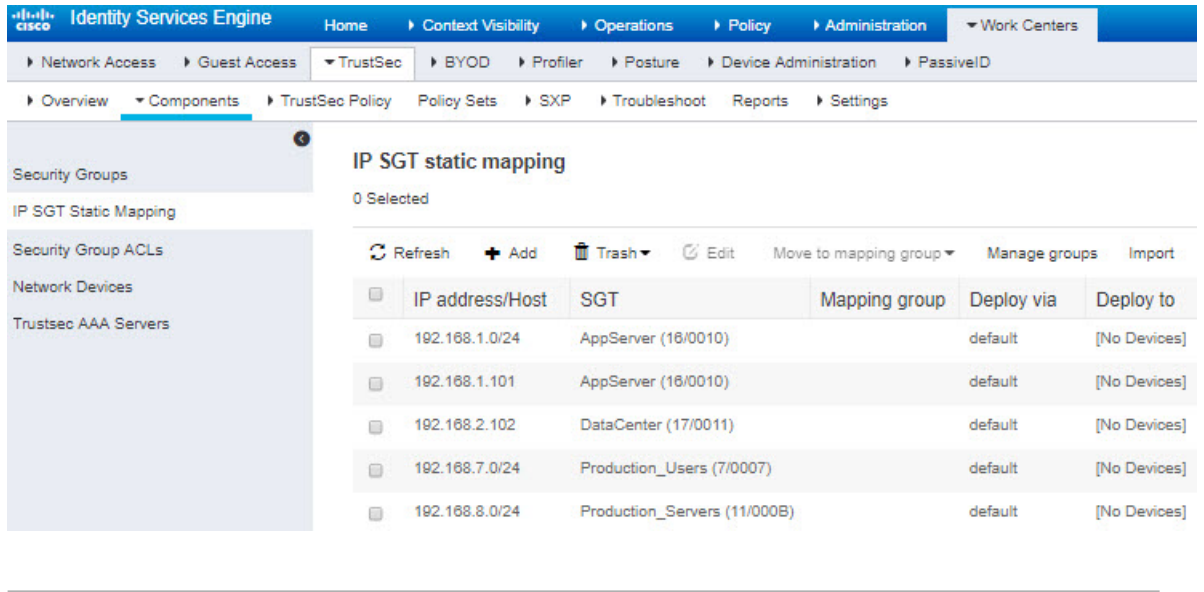 cisco Identity Services Engine Home Context Visibility Operations Policy Administration Work Centers
Network Access Guest Access TrustSec BYOD Profiler Posture Device Administration PassiveID
Overview Components TrustSec Policy Policy Sets SXP Troubleshoot Reports Settings
Security Groups
IP SGT Static Mapping
Security Group ACLs
Network Devices
Trustsec AAA Servers
IP SGT static mapping
0 Selected
Refresh Add Trash Edit Move to mapping group Manage groups Import
IP address/Host SGT Mapping group Deploy via Deploy to
192.168.1.0/24 AppServer (16/0010) default [No Devices]
192.168.1.101 AppServer (16/0010) default [No Devices]
192.168.2.102 DataCenter (17/0011) default [No Devices]
192.168.7.0/24 Production_Users (7/0007) default [No Devices]
192.168.8.0/24 Production_Servers (11/000B) default [No Devices]